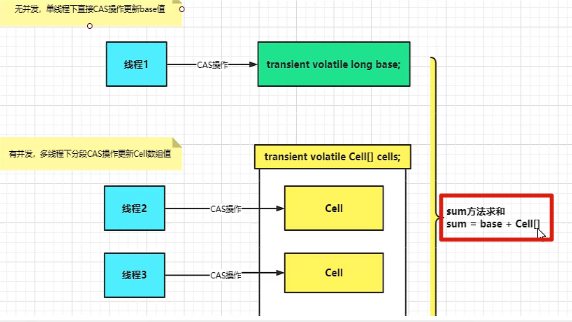 无并发，单线程下直接CAS操作更新base值
线程1
CAS操作
transient volatile long base;
有并发，多线程下分段CAS操作更新Cell数组值
transient volatile Cell[] cells;
线程2
CAS操作
Cell
sum方法求和
sum = base + Cell[]
线程3
CAS操作
Cell